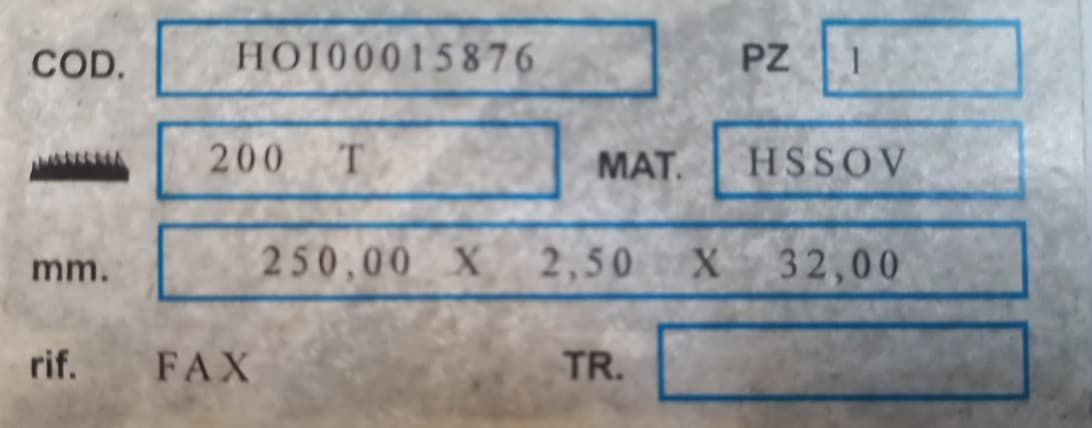 COD. HOI00015876 PZ 1
200 T MAT. HSSOV
mm. 250,00 X 2,50 X 32,00
rif. FAX TR.